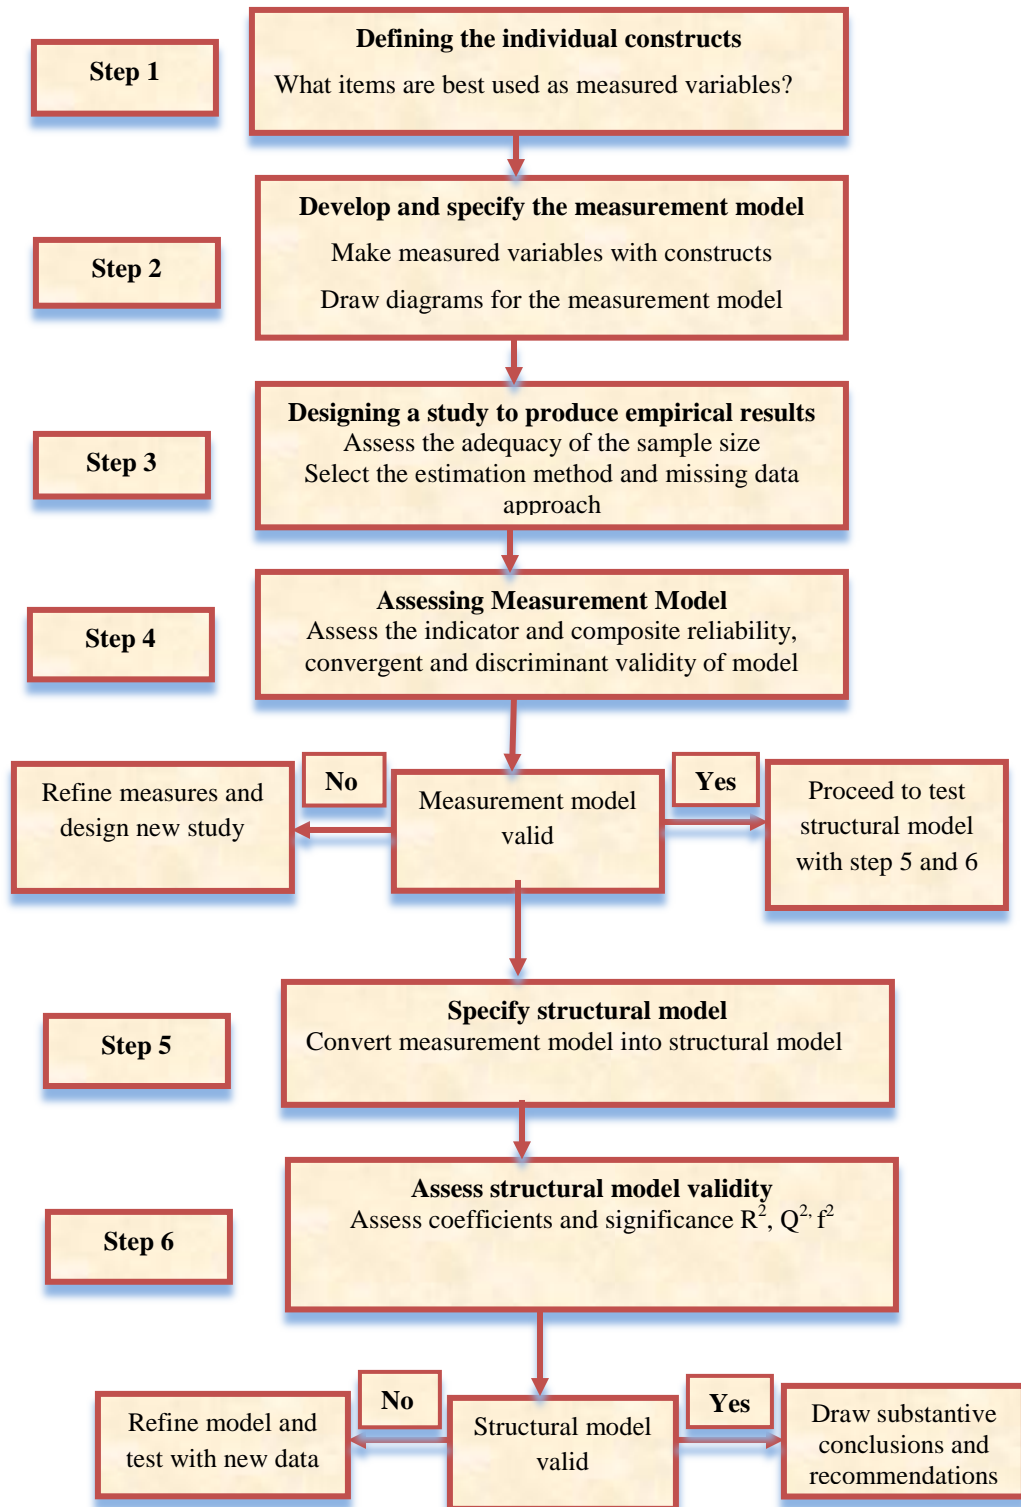 Step 1
Defining the individual constructs
What items are best used as measured variables?
Step 2
Develop and specify the measurement model
Make measured variables with constructs
Draw diagrams for the measurement model
Step 3
Designing a study to produce empirical results
Assess the adequacy of the sample size
Select the estimation method and missing data
approach
Step 4
Assessing Measurement Model
Assess the indicator and composite reliability,
convergent and discriminant validity of model
Refine measures and
design new study
No
Measurement model
valid
Yes
Proceed to test
structural model
with step 5 and 6
Step 5
Specify structural model
Convert measurement model into structural model
Step 6
Assess structural model validity
Assess coefficients and significance R², Q², f²
Refine model and
test with new data
No
Structural model
valid
Yes
Draw substantive
conclusions and
recommendations